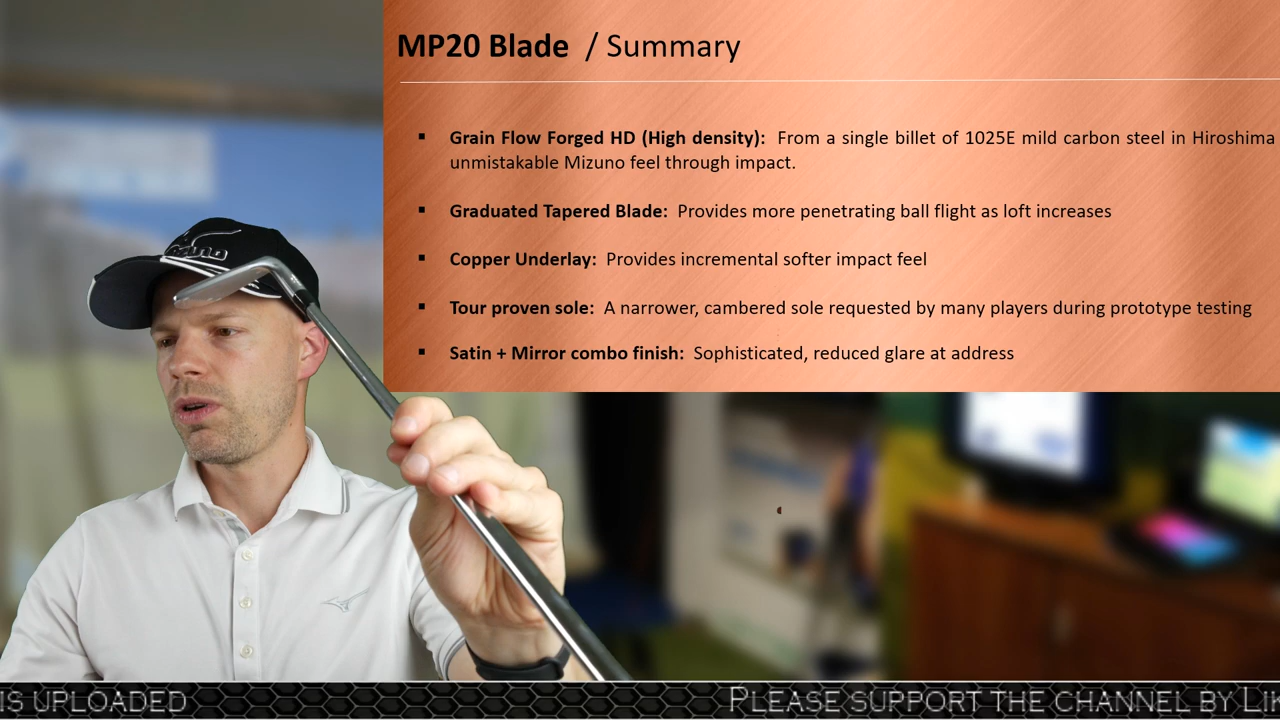 MP20 Blade / Summary
▪ Grain Flow Forged HD (High density): From a single billet of 1025E mild carbon steel in Hiroshima
unmistakable Mizuno feel through impact.
▪ Graduated Tapered Blade: Provides more penetrating ball flight as loft increases
▪ Copper Underlay: Provides incremental softer impact feel
▪ Tour proven sole: A narrower, cambered sole requested by many players during prototype testing
▪ Satin + Mirror combo finish: Sophisticated, reduced glare at address
IS UPLOADED
PLEASE SUPPORT THE CHANNEL BY